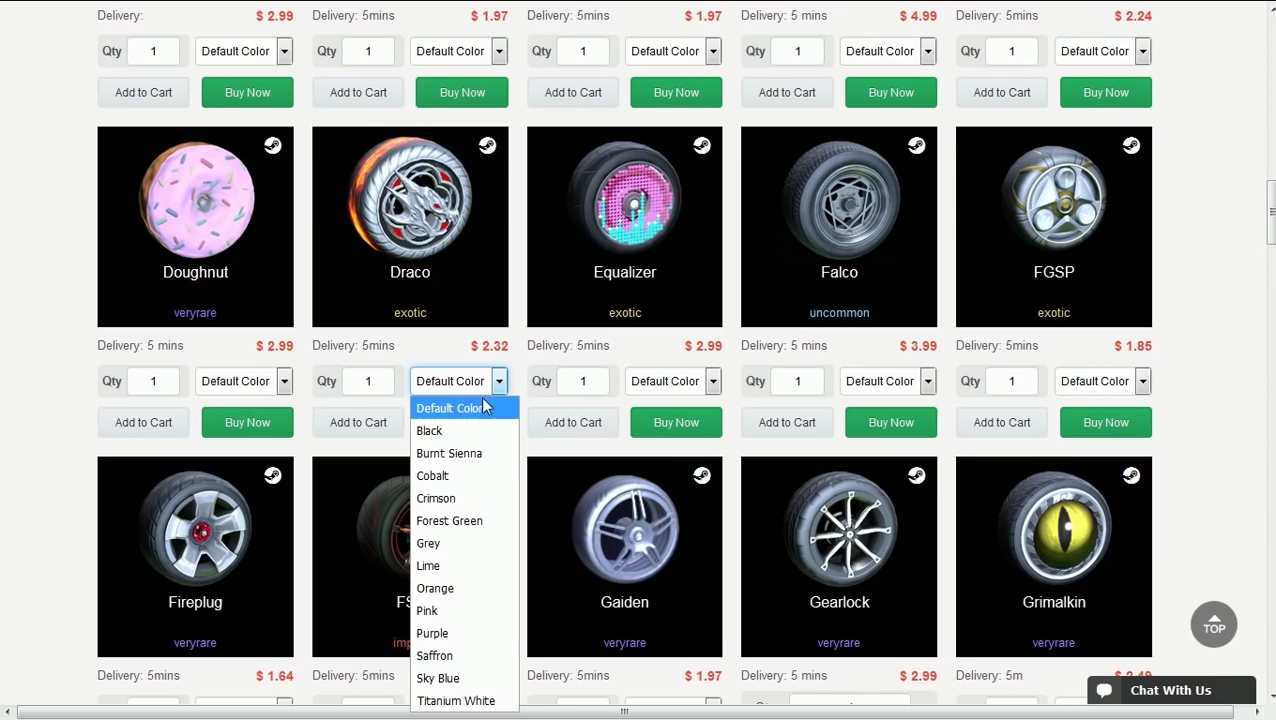 Delivery: $ 2.99 Delivery: 5mins $ 1.97 Delivery: 5mins $ 1.97 Delivery: 5 mins $ 4.99 Delivery: 5mins $ 2.24
Qty 1 Default Color Qty 1 Default Color Qty 1 Default Color Qty 1 Default Color Qty 1 Default Color
Add to Cart Buy Now Add to Cart Buy Now Add to Cart Buy Now Add to Cart Buy Now Add to Cart Buy Now
Doughnut Draco Equalizer Falco FGSP
veryrare exotic exotic uncommon exotic
Delivery: 5 mins $ 2.99 Delivery: 5mins $ 2.32 Delivery: 5mins $ 2.99 Delivery: 5mins $ 3.99 Delivery: 5mins $ 1.85
Qty 1 Default Color Qty 1 Default Color Qty 1 Default Color Qty 1 Default Color Qty 1 Default Color
Add to Cart Buy Now Add to Cart Add to Cart Buy Now Add to Cart Buy Now Add to Cart Buy Now
Default Color
Black
Burnt Sienna
Cobalt
Crimson
Forest Green
Grey
Lime
Orange
Pink
Purple
Saffron
Sky Blue
Titanium White
Fireplug Gaiden Gearlock Grimalkin
veryrare veryrare veryrare veryrare
TOP
Delivery: 5mins $ 1.64 Delivery: 5mins $ 1.97 Delivery: 5mins $ 2.99 Delivery: 5m
Chat With Us